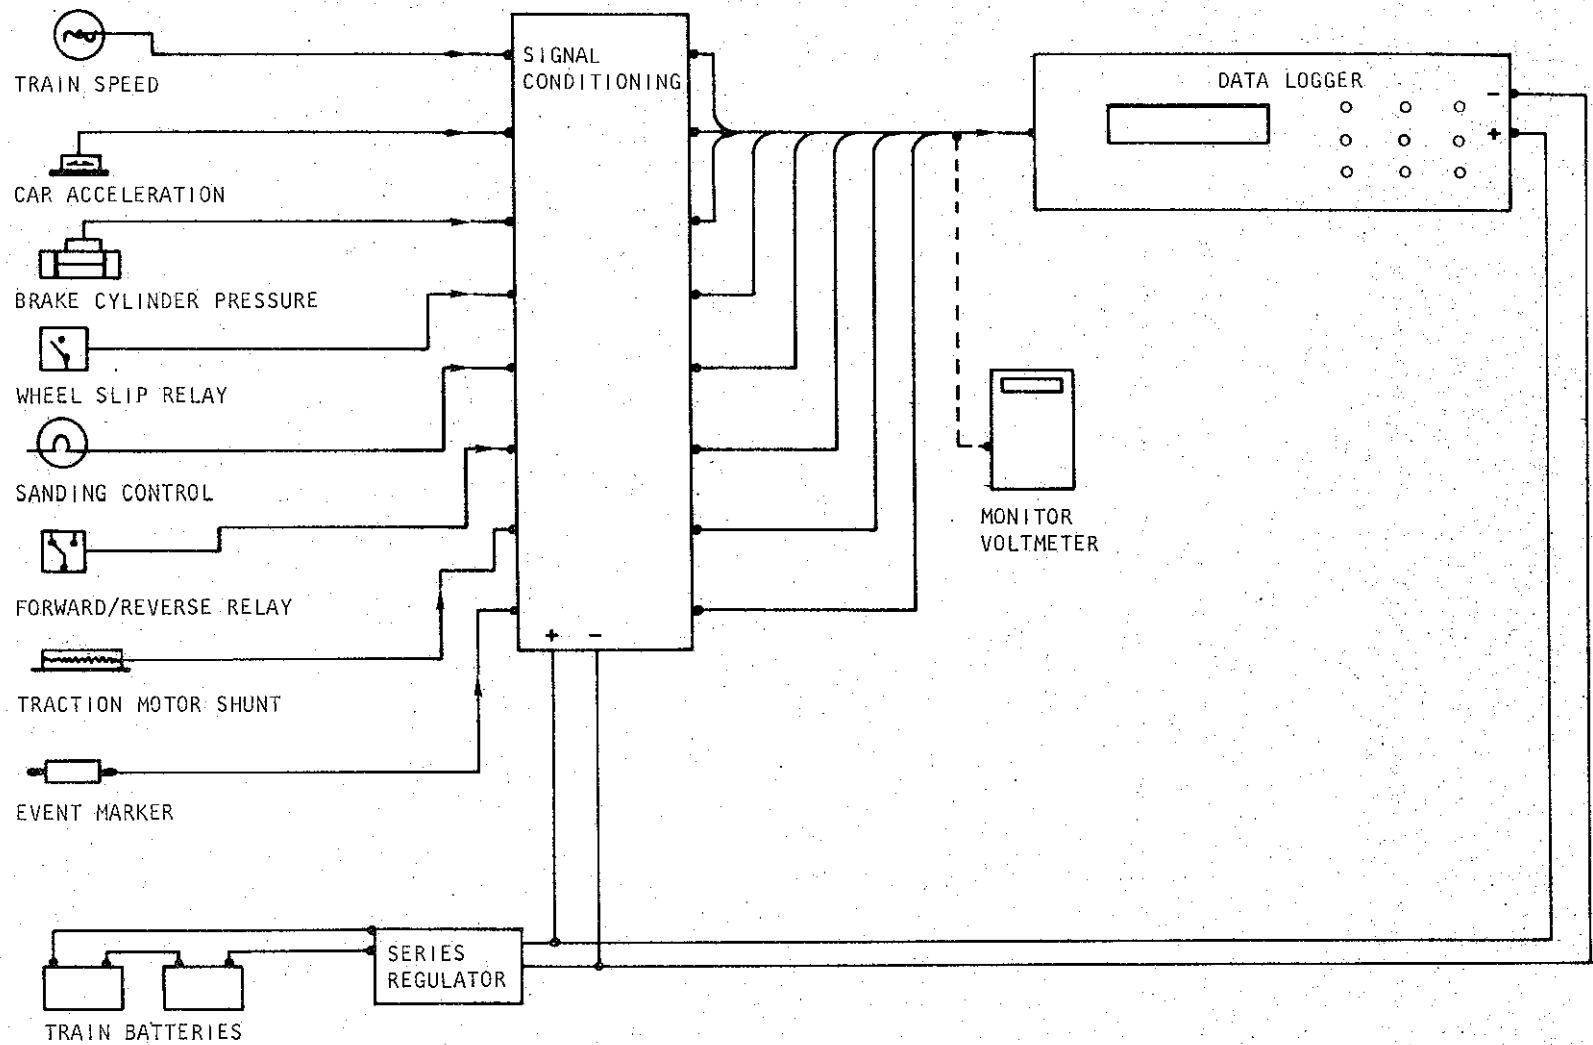 TRAIN SPEED
CAR ACCELERATION
BRAKE CYLINDER PRESSURE
WHEEL SLIP RELAY
SANDING CONTROL
FORWARD/REVERSE RELAY
TRACTION MOTOR SHUNT
EVENT MARKER
TRAIN BATTERIES
SIGNAL
CONDITIONING
+ −
SERIES
REGULATOR
DATA LOGGER
−
+
MONITOR
VOLTMETER